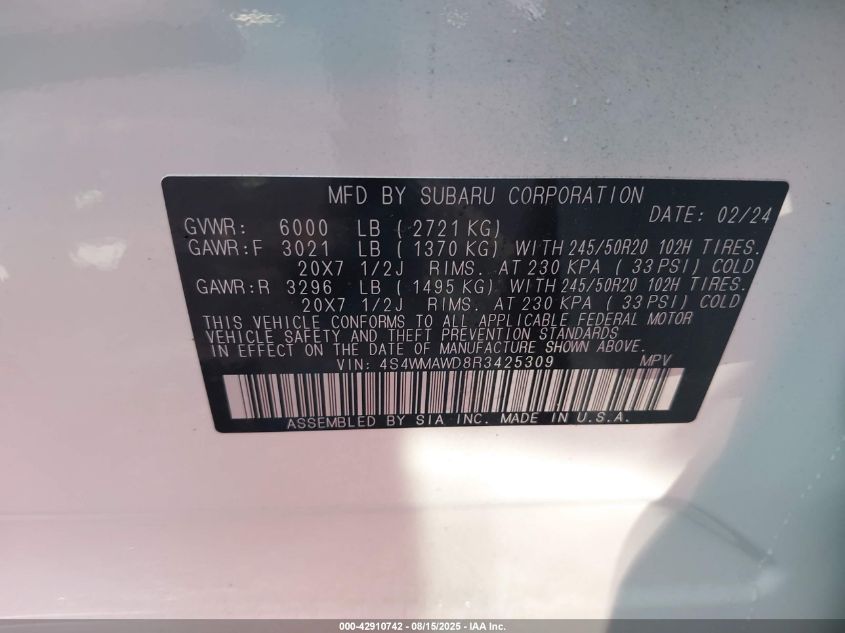 MFD BY SUBARU CORPORATION
DATE: 02/24
GVWR: 6000 LB ( 2721 KG)
GAWR:F 3021 LB ( 1370 KG) WITH 245/50R20 102H TIRES.
20X7 1/2J RIMS. AT 230 KPA ( 33 PSI) COLD
GAWR:R 3296 LB ( 1495 KG) WITH 245/50R20 102H TIRES.
20X7 1/2J RIMS. AT 230 KPA ( 33 PSI) COLD
THIS VEHICLE CONFORMS TO ALL APPLICABLE FEDERAL MOTOR
VEHICLE SAFETY AND THEFT PREVENTION STANDARDS
IN EFFECT ON THE DATE OF MANUFACTURE SHOWN ABOVE.
VIN: 4S4WMAWD8R3425309 MPV
ASSEMBLED BY SIA INC. MADE IN U.S.A.
000-42910742 - 08/15/2025 - IAA Inc.